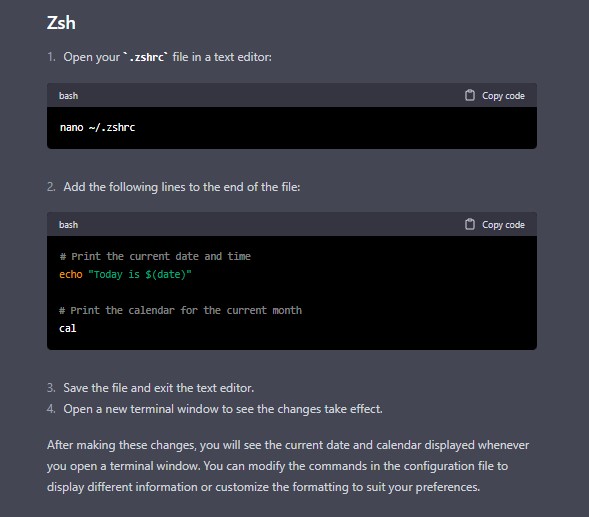 Zsh
1. Open your `.zshrc` file in a text editor:
bash Copy code
nano ~/.zshrc
2. Add the following lines to the end of the file:
bash Copy code
# Print the current date and time
echo "Today is $(date)"
# Print the calendar for the current month
cal
3. Save the file and exit the text editor.
4. Open a new terminal window to see the changes take effect.
After making these changes, you will see the current date and calendar displayed whenever
you open a terminal window. You can modify the commands in the configuration file to
display different information or customize the formatting to suit your preferences.